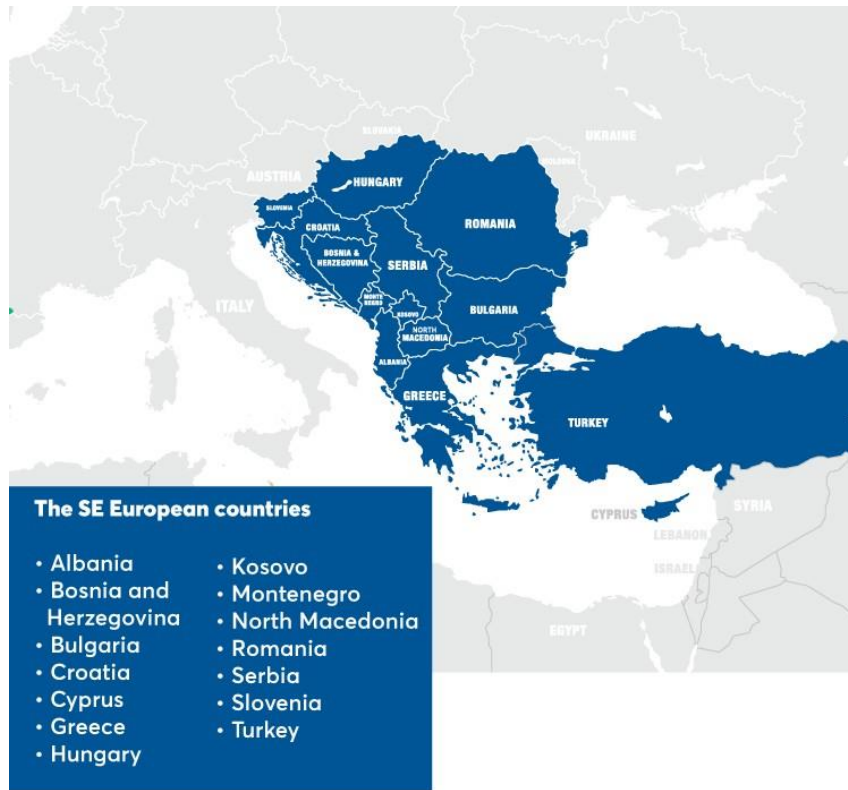 SLOVAKIA
UKRAINE
MOLDOVA
AUSTRIA
HUNGARY
SLOVENIA
CROATIA
ROMANIA
BOSNIA &
HERZEGOVINA
SERBIA
ITALY
MONTE
NEGRO
KOSOVO
BULGARIA
NORTH
MACEDONIA
ALBANIA
GREECE
TURKEY
CYPRUS
SYRIA
LEBANON
ISRAEL
EGYPT
The SE European countries
• Albania
• Bosnia and
Herzegovina
• Bulgaria
• Croatia
• Cyprus
• Greece
• Hungary
• Kosovo
• Montenegro
• North Macedonia
• Romania
• Serbia
• Slovenia
• Turkey